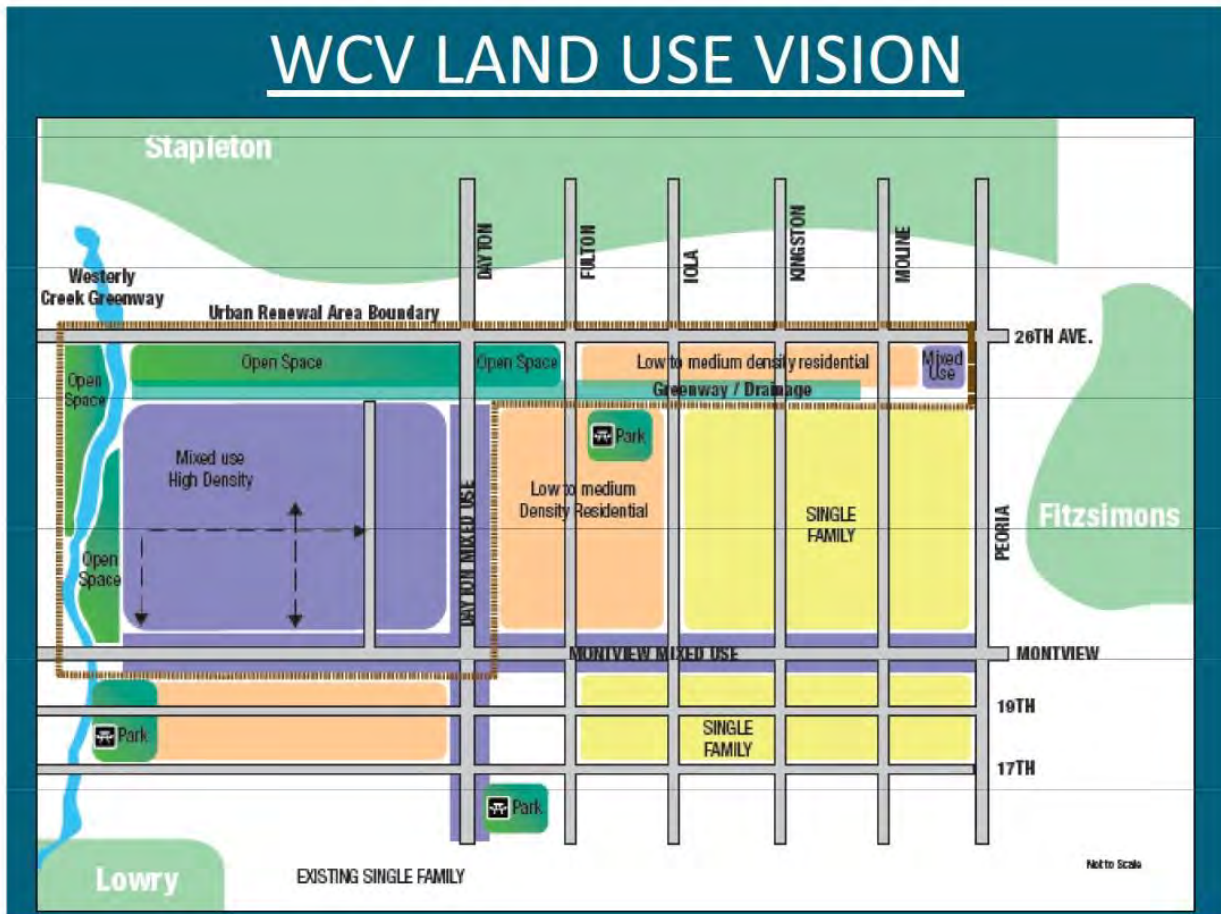 WCV LAND USE VISION
Stapleton
DAYTON
FULTON
IOLA
KINGSTON
MOLINE
Westerly
Creek Greenway
Urban Renewal Area Boundary
26TH AVE.
Open Space
Open Space
Low to medium density residential
Mixed
Use
Open
Space
Greenway / Drainage
Park
Mixed use
High Density
Low to medium
Density Residential
SINGLE
FAMILY
DAYTON MIXED USE
PEORIA
Fitzsimons
Open
Space
MONTVIEW MIXED USE
MONTVIEW
19TH
Park
SINGLE
FAMILY
17TH
Park
Lowry
EXISTING SINGLE FAMILY
Not to Scale